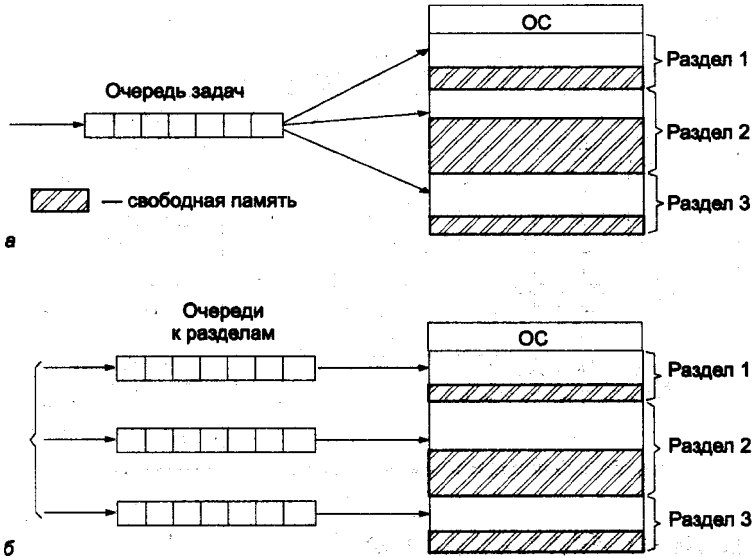 ОС
Раздел 1
Очередь задач
Раздел 2
— свободная память
Раздел 3
а
Очереди
к разделам
ОС
Раздел 1
Раздел 2
Раздел 3
б